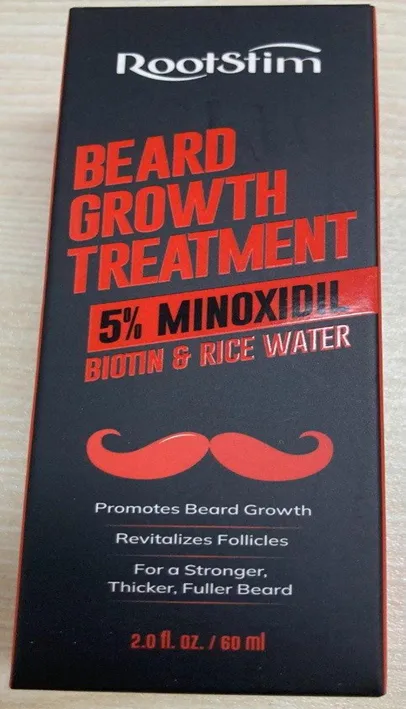 RootStim
BEARD
GROWTH
TREATMENT
5% MINOXIDIL
BIOTIN & RICE WATER
Promotes Beard Growth
Revitalizes Follicles
For a Stronger,
Thicker, Fuller Beard
2.0 fl. oz. / 60 ml